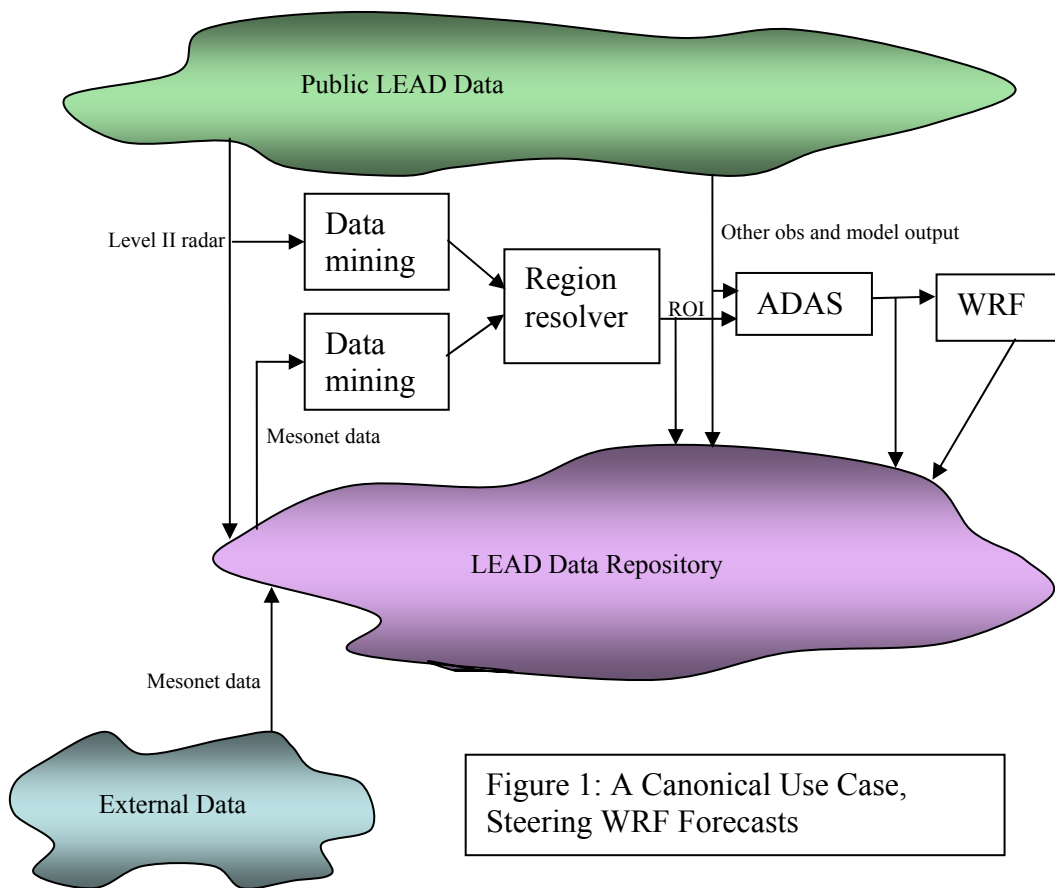 Public LEAD Data
Level II radar
Data
mining
Other obs and model output
Region
resolver
ROI
ADAS
WRF
Data
mining
Mesonet data
LEAD Data Repository
Mesonet data
External Data
Figure 1: A Canonical Use Case,
Steering WRF Forecasts